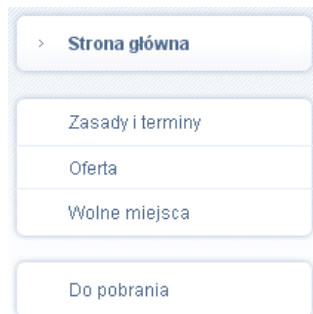 Strona główna
Zasady i terminy
Oferta
Wolne miejsca
Do pobrania